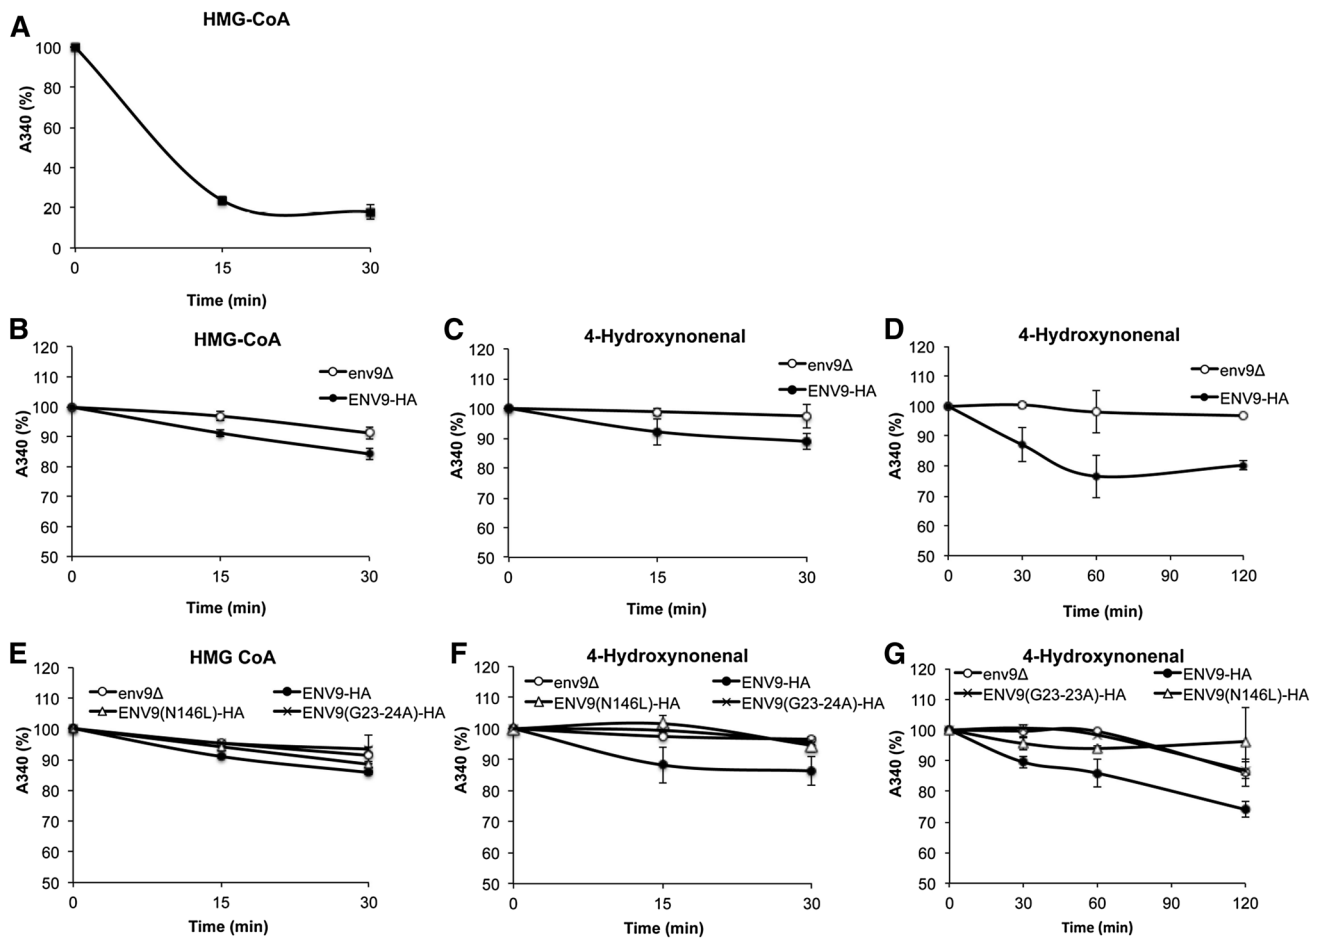 A
HMG-CoA
100
80
60
40
20
0
A340 (%)
0 15 30
Time (min)
B
HMG-CoA
120
110
100
90
80
70
60
50
A340 (%)
env9Δ
ENV9-HA
0 15 30
Time (min)
C
4-Hydroxynonenal
120
110
100
90
80
70
60
50
A340 (%)
env9Δ
ENV9-HA
0 15 30
Time (min)
D
4-Hydroxynonenal
120
110
100
90
80
70
60
50
A340 (%)
env9Δ
ENV9-HA
0 30 60 90 120
Time (min)
E
HMG CoA
120
110
100
90
80
70
60
50
A340 (%)
env9Δ ENV9-HA
ENV9(N146L)-HA ENV9(G23-24A)-HA
0 15 30
Time (min)
F
4-Hydroxynonenal
120
110
100
90
80
70
60
50
A340 (%)
env9Δ ENV9-HA
ENV9(N146L)-HA ENV9(G23-24A)-HA
0 15 30
Time (min)
G
4-Hydroxynonenal
120
110
100
90
80
70
60
50
A340 (%)
env9Δ ENV9-HA
ENV9(G23-23A)-HA ENV9(N146L)-HA
0 30 60 90 120
Time (min)